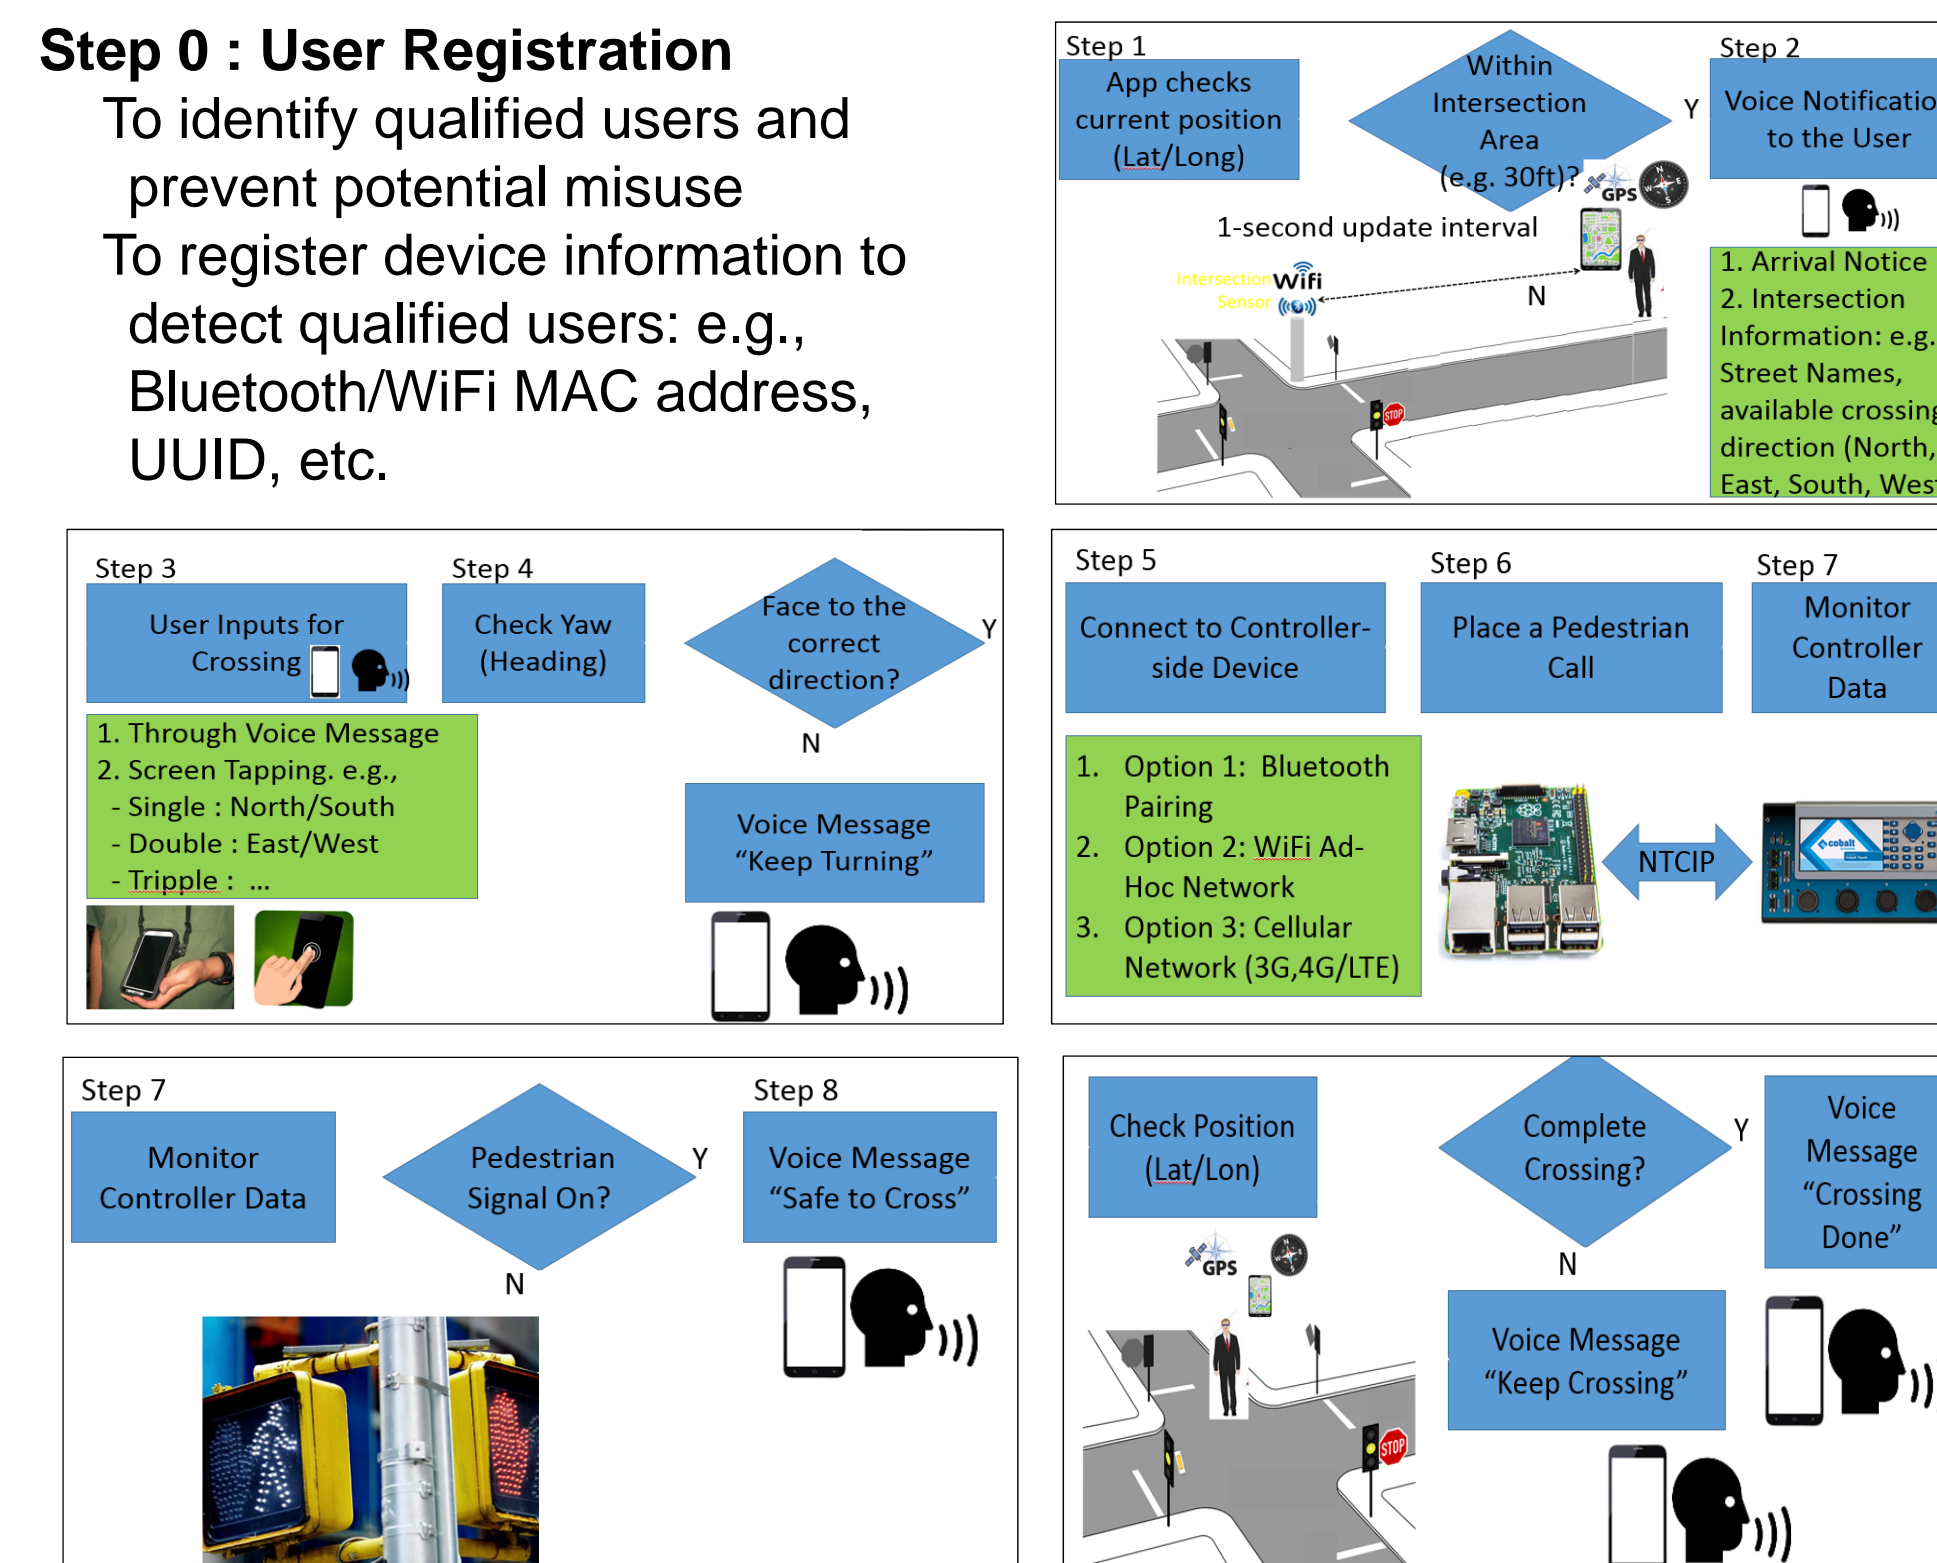 Step 0 : User Registration
To identify qualified users and
prevent potential misuse
To register device information to
detect qualified users: e.g.,
Bluetooth/WiFi MAC address,
UUID, etc.
Step 1
App checks
current position
(Lat/Long)
Within
Intersection
Area
(e.g. 30ft)?
Y
GPS
1-second update interval
Intersection
Sensor
Wifi
N
STOP
Step 2
Voice Notificatio
to the User
1. Arrival Notice
2. Intersection
Information: e.g.
Street Names,
available crossing
direction (North,
East, South, West
Step 3
User Inputs for
Crossing
1. Through Voice Message
2. Screen Tapping. e.g.,
- Single : North/South
- Double : East/West
- Tripple : ...
Step 4
Check Yaw
(Heading)
Face to the
correct
direction?
Y
N
Voice Message
“Keep Turning”
Step 5
Connect to Controller-
side Device
1. Option 1: Bluetooth
Pairing
2. Option 2: WiFi Ad-
Hoc Network
3. Option 3: Cellular
Network (3G,4G/LTE)
Step 6
Place a Pedestrian
Call
NTCIP
Step 7
Monitor
Controller
Data
cobalt
Step 7
Monitor
Controller Data
Pedestrian
Signal On?
Y
N
Step 8
Voice Message
“Safe to Cross”
Check Position
(Lat/Lon)
GPS
STOP
Complete
Crossing?
Y
N
Voice Message
“Keep Crossing”
Voice
Message
“Crossing
Done”